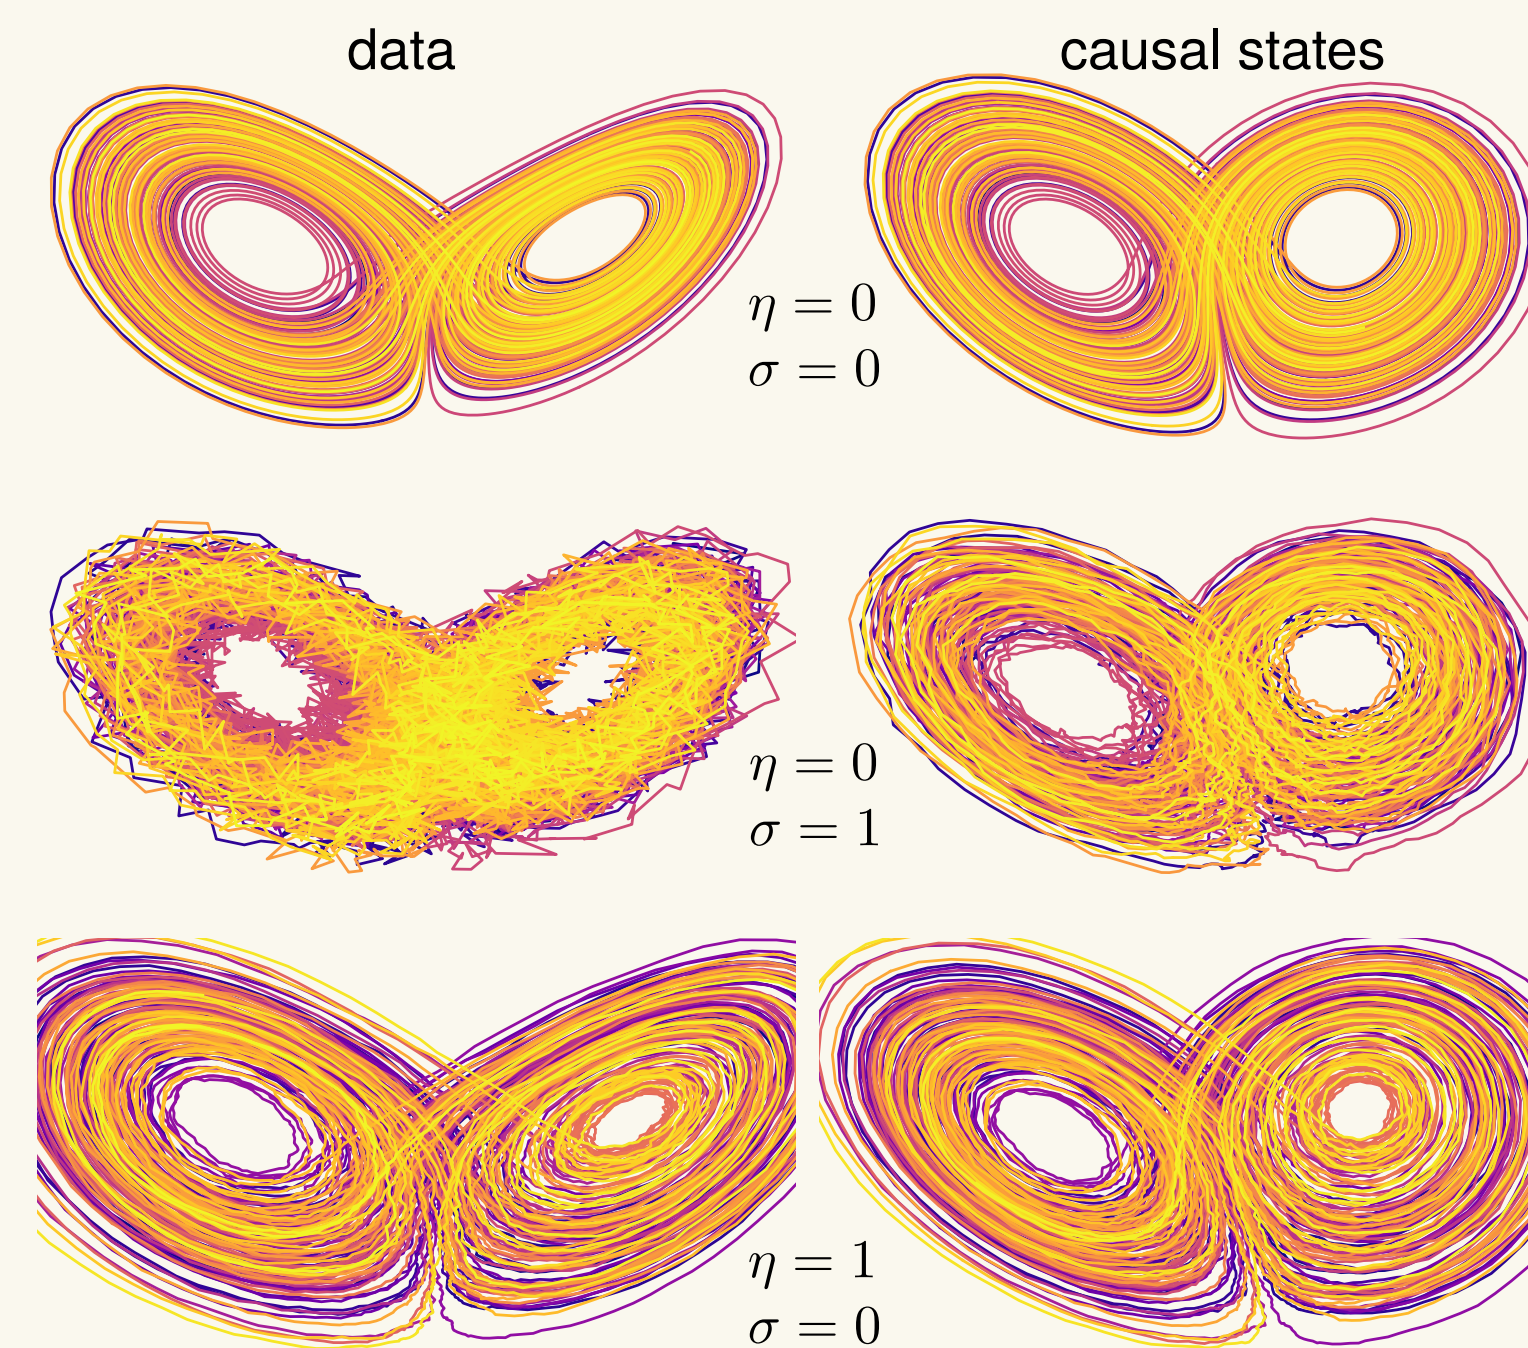 data
causal states
η = 0
σ = 0
η = 0
σ = 1
η = 1
σ = 0